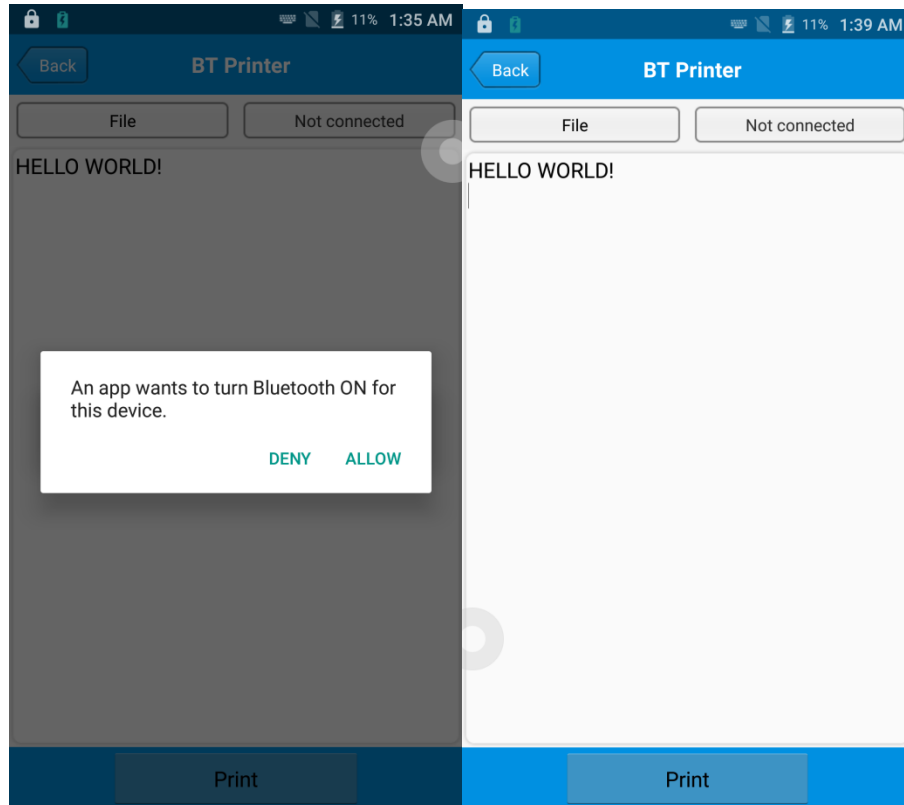 11% 1:35 AM
Back BT Printer
File Not connected
HELLO WORLD!
An app wants to turn Bluetooth ON for
this device.
DENY ALLOW
Print
11% 1:39 AM
Back BT Printer
File Not connected
HELLO WORLD!
Print